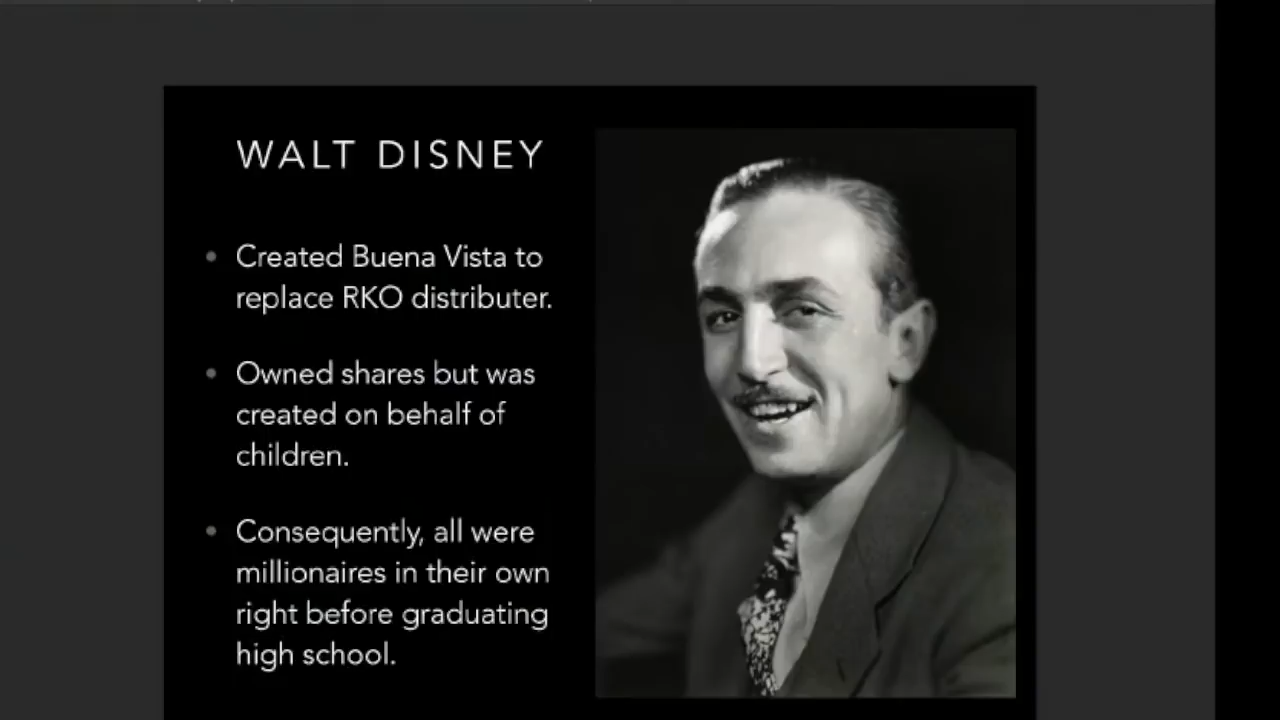 WALT DISNEY
Created Buena Vista to
replace RKO distributer.
Owned shares but was
created on behalf of
children.
Consequently, all were
millionaires in their own
right before graduating
high school.